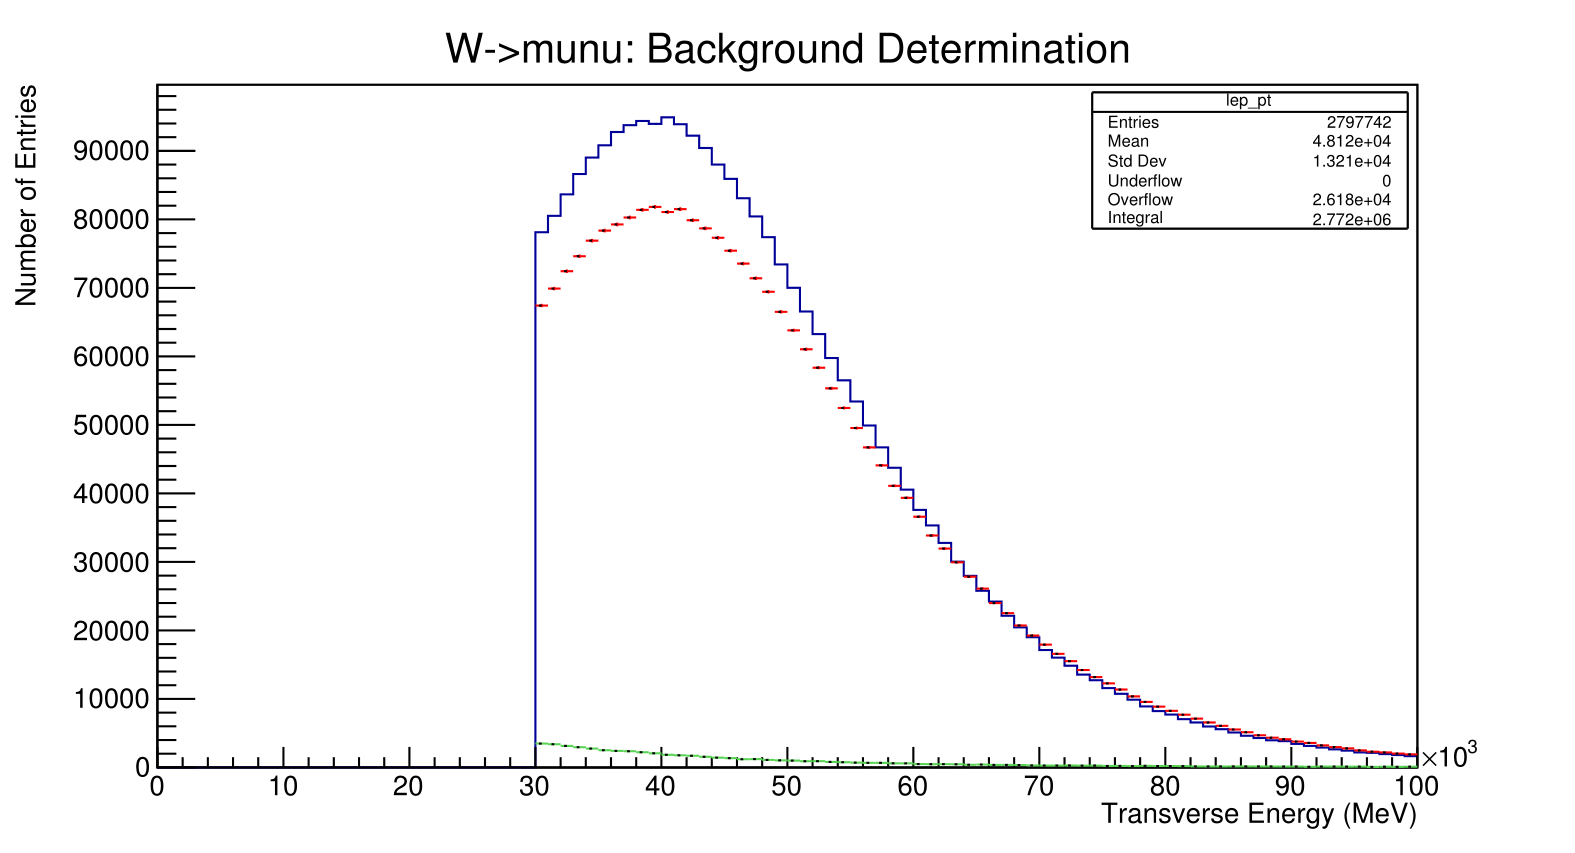 W->munu: Background Determination
Number of Entries
lep_pt
Entries 2797742
Mean 4.812e+04
Std Dev 1.321e+04
Underflow 0
Overflow 2.618e+04
Integral 2.772e+06
90000
80000
70000
60000
50000
40000
30000
20000
10000
0
0 10 20 30 40 50 60 70 80 90 100
×10³
Transverse Energy (MeV)